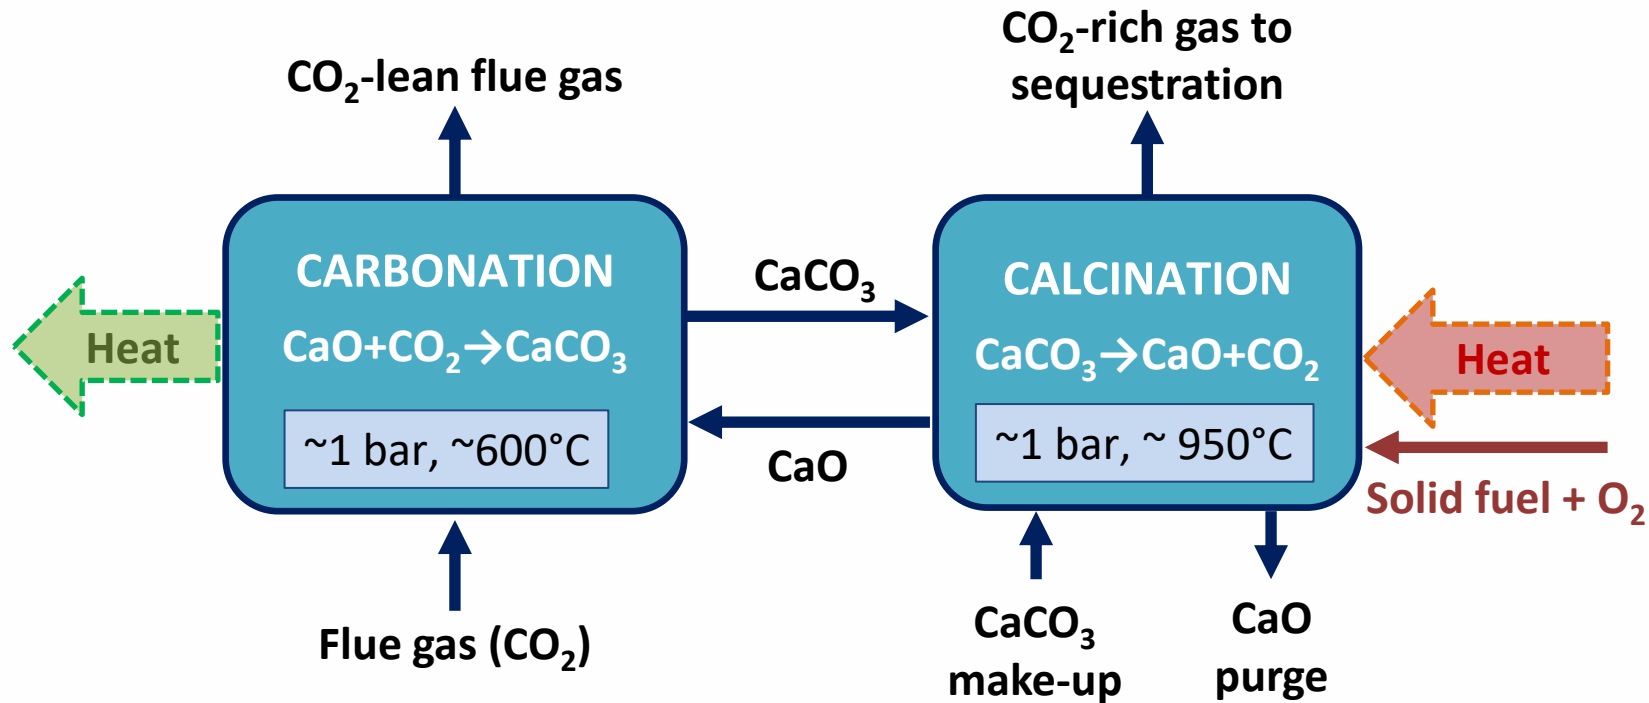 CO₂-lean flue gas
CO₂-rich gas to
sequestration
CARBONATION
CaO+CO₂→CaCO₃
~1 bar, ~600°C
Heat
CaCO₃
CaO
CALCINATION
CaCO₃→CaO+CO₂
~1 bar, ~ 950°C
Heat
Solid fuel + O₂
Flue gas (CO₂)
CaCO₃
make-up
CaO
purge